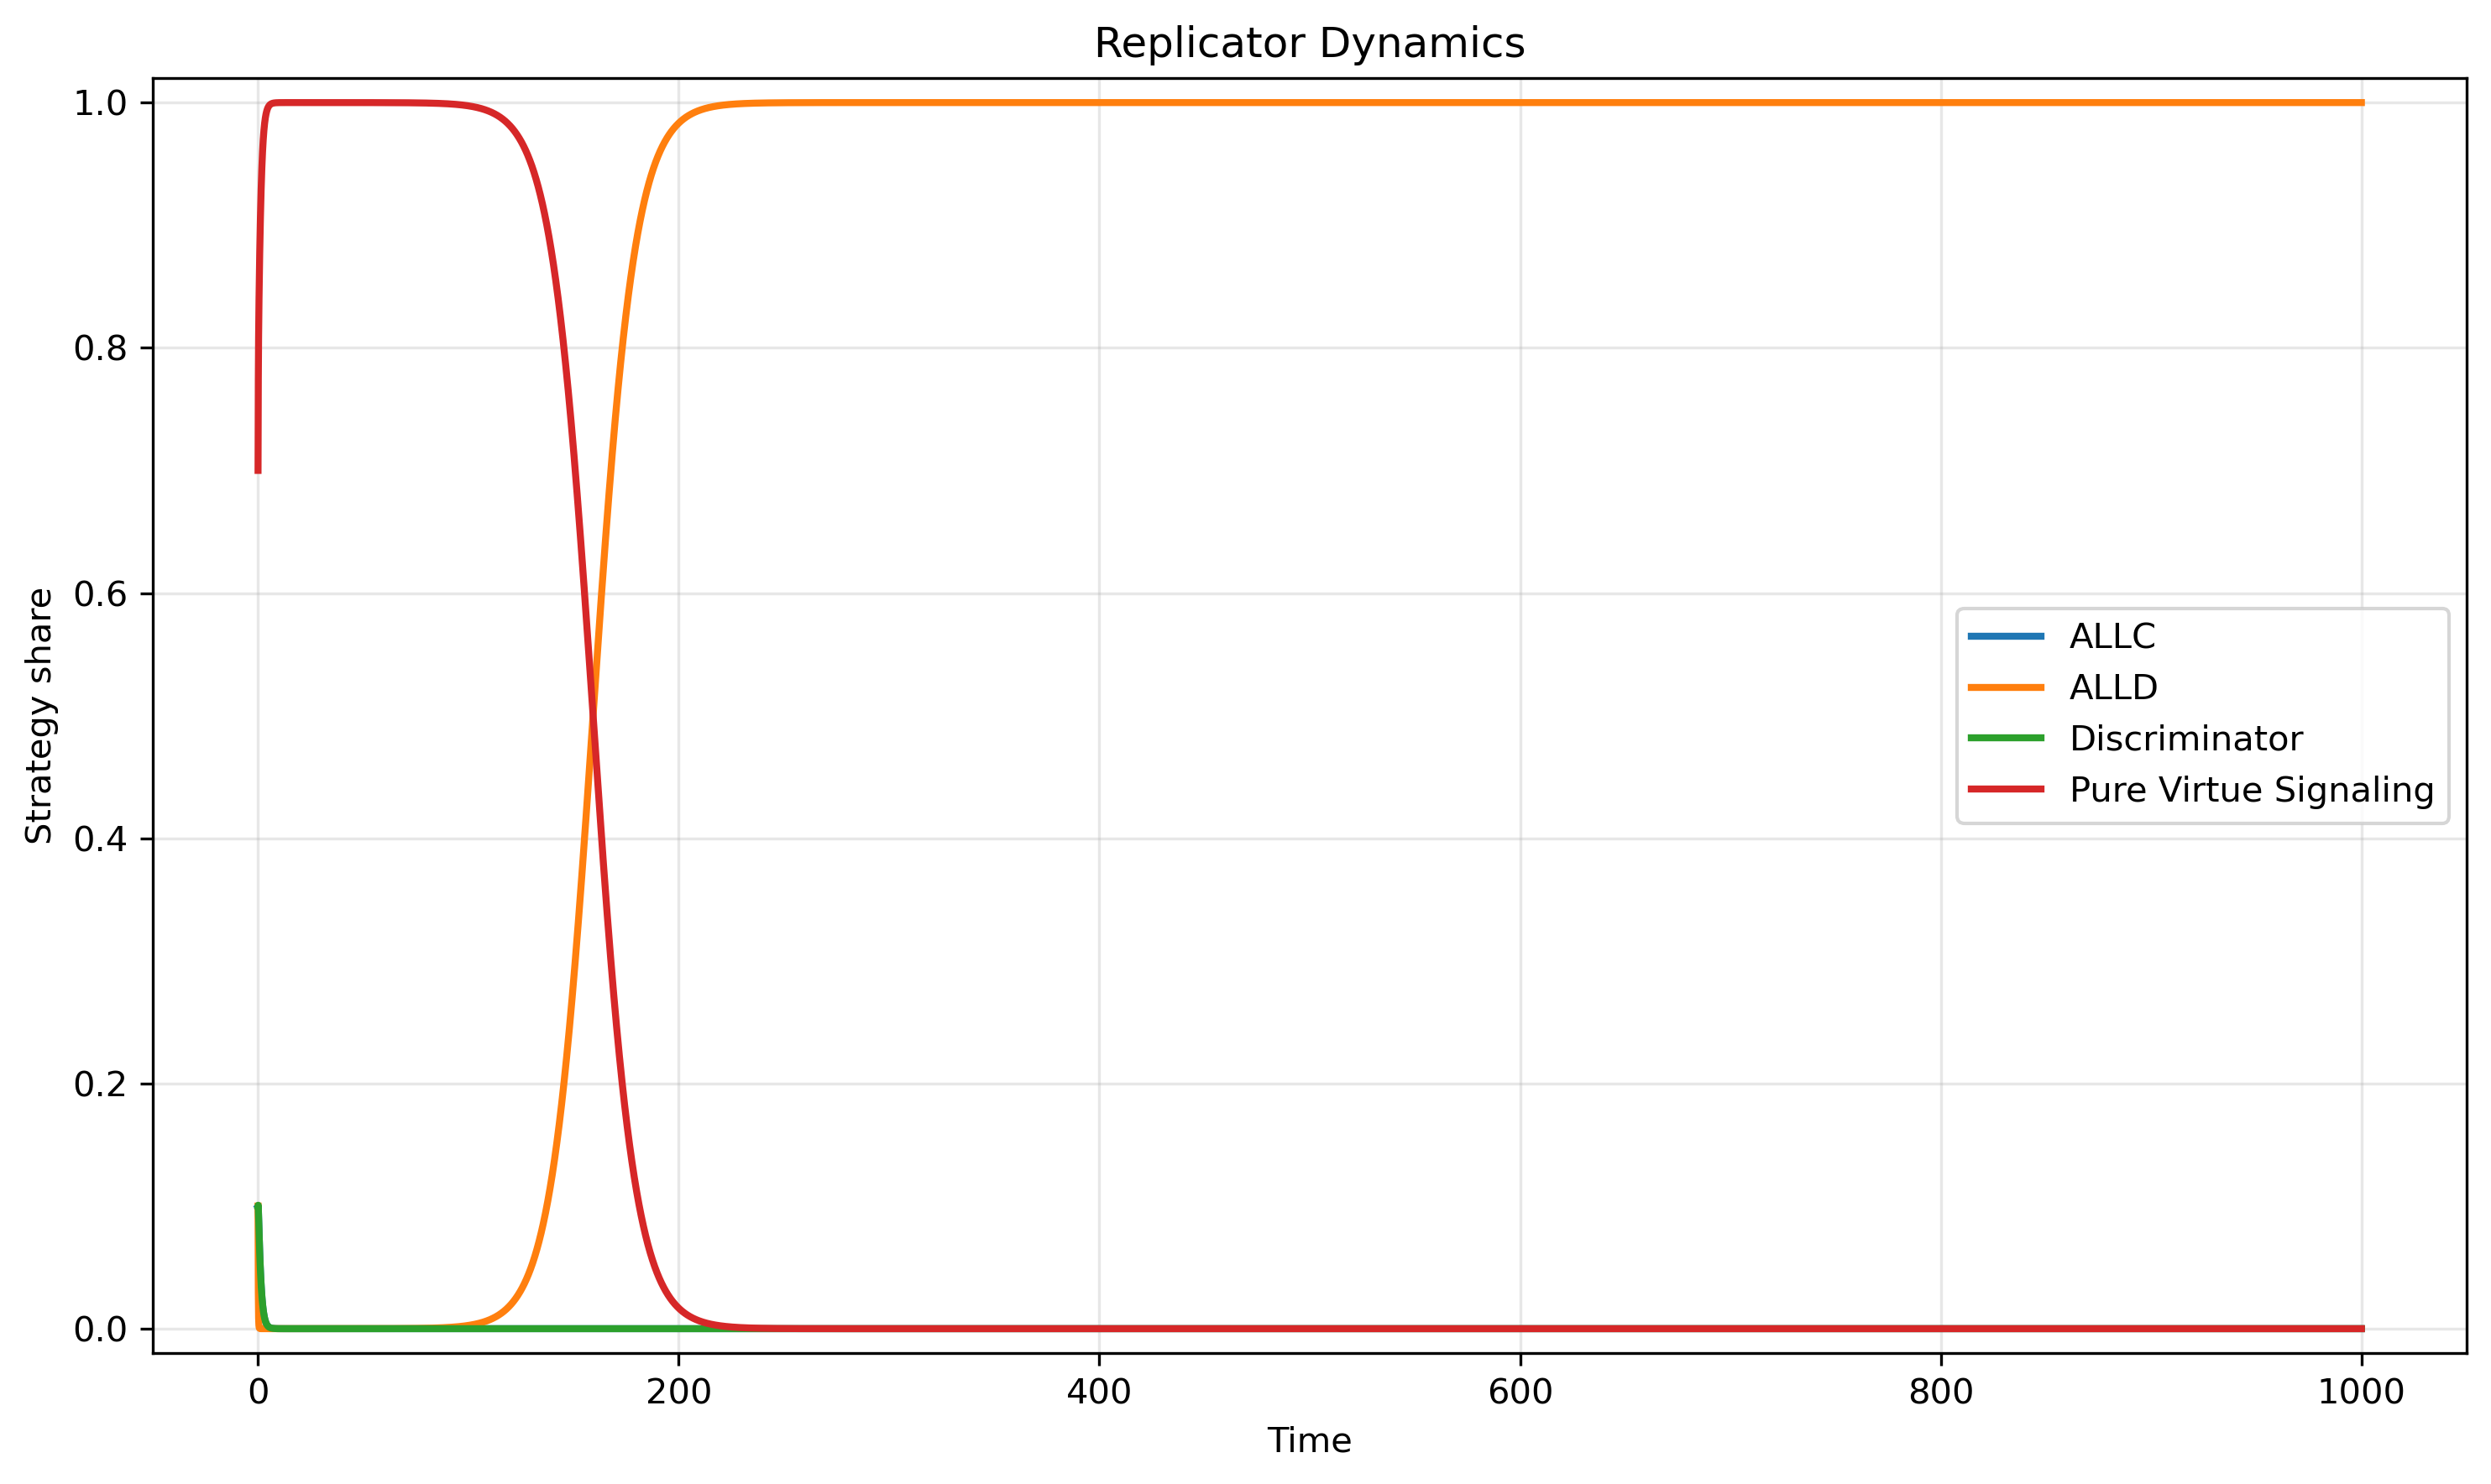 Replicator Dynamics
Strategy share
1.0
0.8
0.6
0.4
0.2
0.0
ALLC
ALLD
Discriminator
Pure Virtue Signaling
0 200 400 600 800 1000
Time